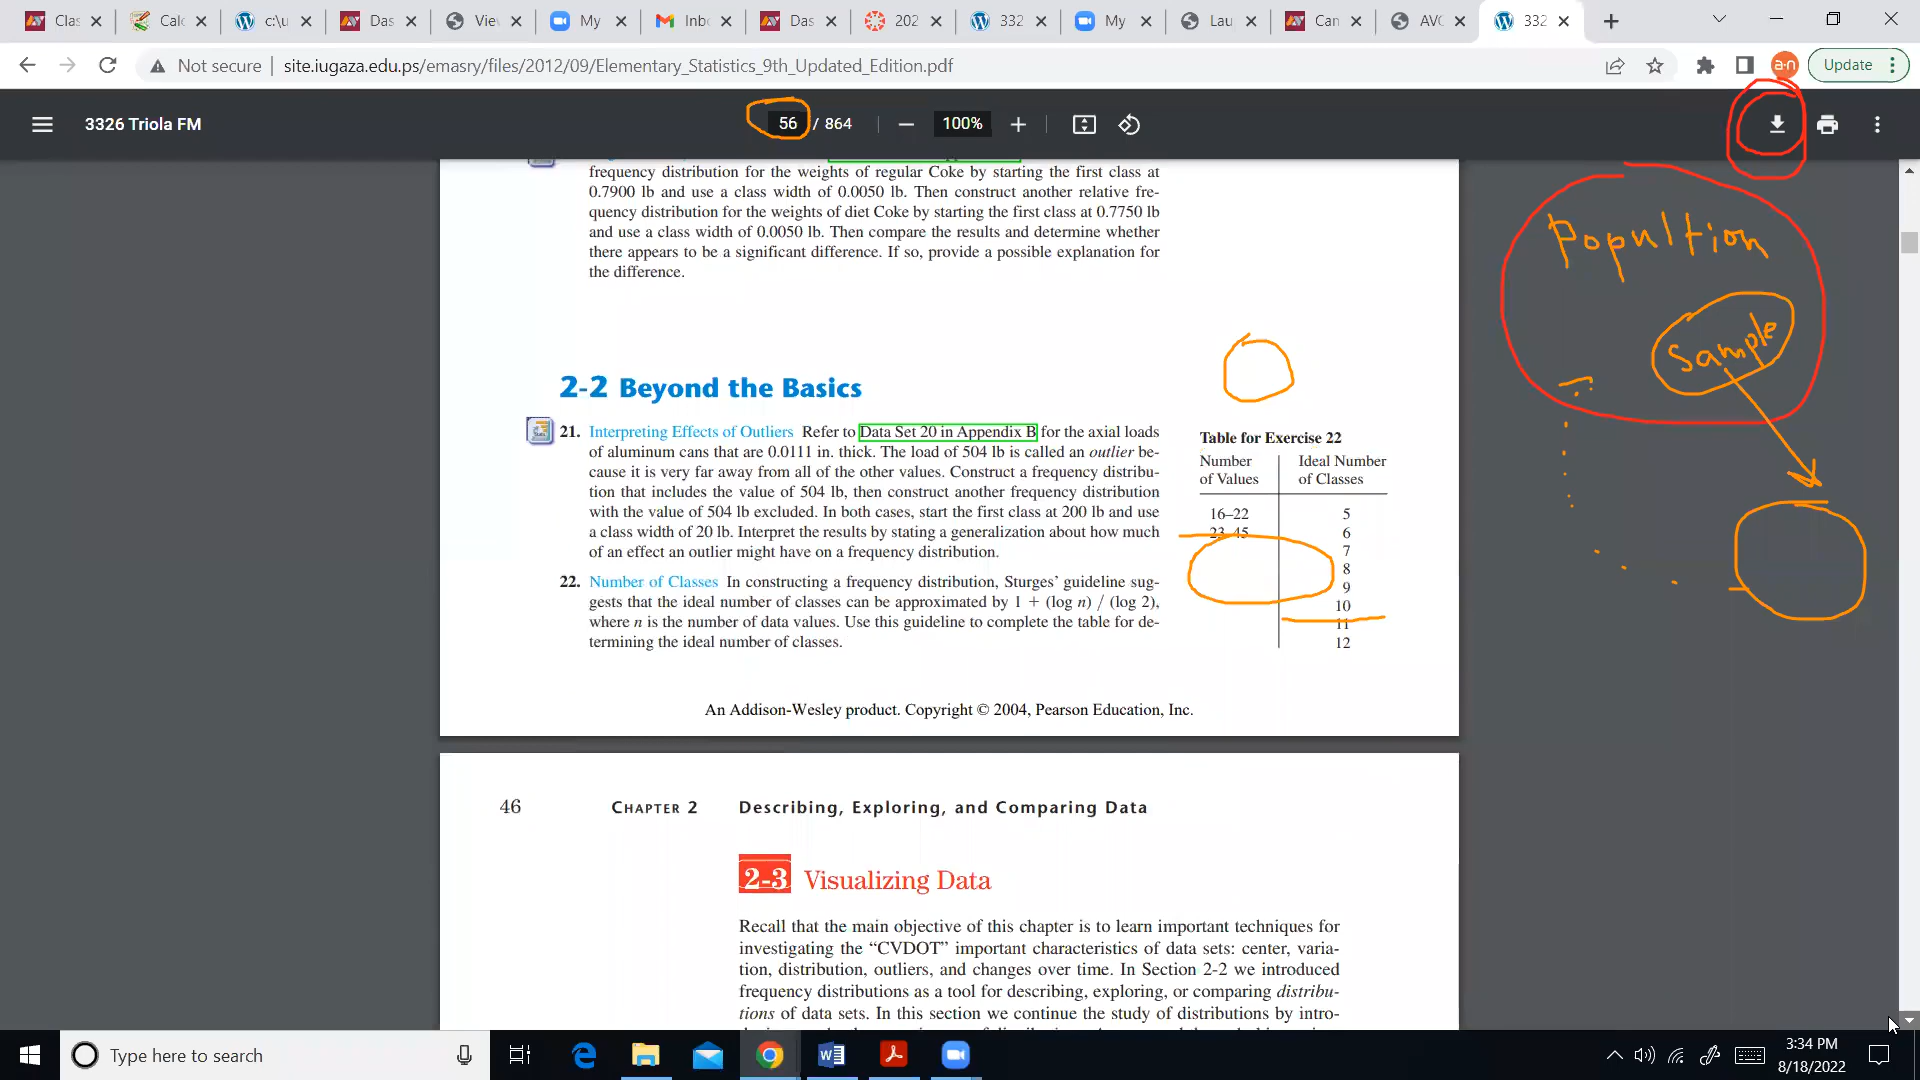 Clas
Calc
c:\u
Das
Viev
My
Inbo
Das
202
332
My
Lau
Can
AVC
332
Not secure | site.iugaza.edu.ps/emasry/files/2012/09/Elementary_Statistics_9th_Updated_Edition.pdf
a-n
Update
3326 Triola FM
56 / 864
100%
frequency distribution for the weights of regular Coke by starting the first class at
0.7900 lb and use a class width of 0.0050 lb. Then construct another relative fre-
quency distribution for the weights of diet Coke by starting the first class at 0.7750 lb
and use a class width of 0.0050 lb. Then compare the results and determine whether
there appears to be a significant difference. If so, provide a possible explanation for
the difference.
Popultion
Sample
2-2 Beyond the Basics
21. Interpreting Effects of Outliers Refer to Data Set 20 in Appendix B for the axial loads
of aluminum cans that are 0.0111 in. thick. The load of 504 lb is called an outlier be-
cause it is very far away from all of the other values. Construct a frequency distribu-
tion that includes the value of 504 lb, then construct another frequency distribution
with the value of 504 lb excluded. In both cases, start the first class at 200 lb and use
a class width of 20 lb. Interpret the results by stating a generalization about how much
of an effect an outlier might have on a frequency distribution.
22. Number of Classes In constructing a frequency distribution, Sturges’ guideline sug-
gests that the ideal number of classes can be approximated by 1 + (log n) / (log 2),
where n is the number of data values. Use this guideline to complete the table for de-
termining the ideal number of classes.
Table for Exercise 22
Number Ideal Number
of Values of Classes
16–22 5
23–45 6
7
8
9
10
11
12
An Addison-Wesley product. Copyright © 2004, Pearson Education, Inc.
46 CHAPTER 2 Describing, Exploring, and Comparing Data
2-3 Visualizing Data
Recall that the main objective of this chapter is to learn important techniques for
investigating the “CVDOT” important characteristics of data sets: center, varia-
tion, distribution, outliers, and changes over time. In Section 2-2 we introduced
frequency distributions as a tool for describing, exploring, or comparing distribu-
tions of data sets. In this section we continue the study of distributions by intro-
Type here to search
3:34 PM
8/18/2022